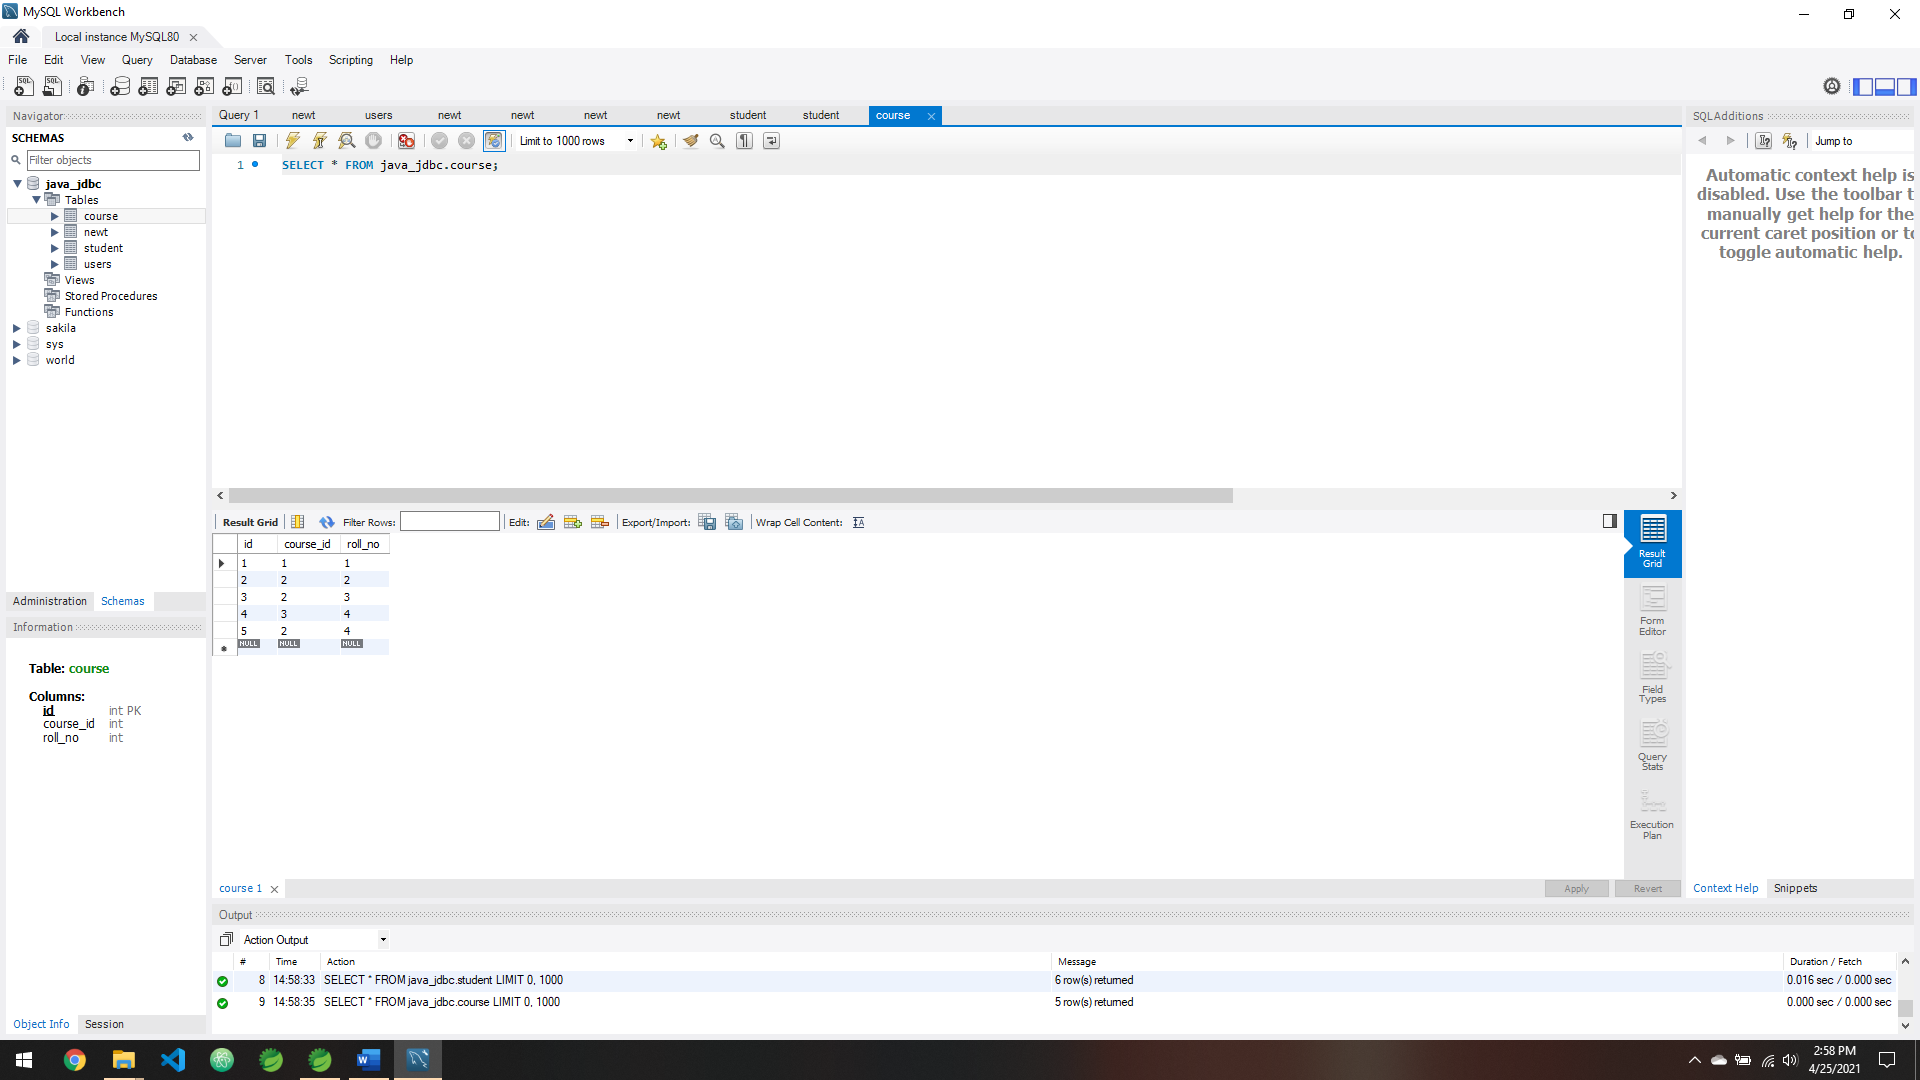 MySQL Workbench
Local instance MySQL80
File Edit View Query Database Server Tools Scripting Help
Navigator
SCHEMAS
Filter objects
java_jdbc
Tables
course
newt
student
users
Views
Stored Procedures
Functions
sakila
sys
world
Administration Schemas
Information
Table: course
Columns:
id int PK
course_id int
roll_no int
Object Info Session
Query 1 newt users newt newt newt newt student student course
Limit to 1000 rows
1 SELECT * FROM java_jdbc.course;
Result Grid Filter Rows: Edit: Export/Import: Wrap Cell Content:
id course_id roll_no
1 1 1
2 2 2
3 2 3
4 3 4
5 2 4
NULL NULL NULL
Result
Grid
Form
Editor
Field
Types
Query
Stats
Execution
Plan
course 1
Apply Revert
Output
Action Output
# Time Action Message Duration / Fetch
8 14:58:33 SELECT * FROM java_jdbc.student LIMIT 0, 1000 6 row(s) returned 0.016 sec / 0.000 sec
9 14:58:35 SELECT * FROM java_jdbc.course LIMIT 0, 1000 5 row(s) returned 0.000 sec / 0.000 sec
SQLAdditions
Jump to
Automatic context help is
disabled. Use the toolbar t
manually get help for the
current caret position or to
toggle automatic help.
Context Help Snippets
2:58 PM
4/25/2021